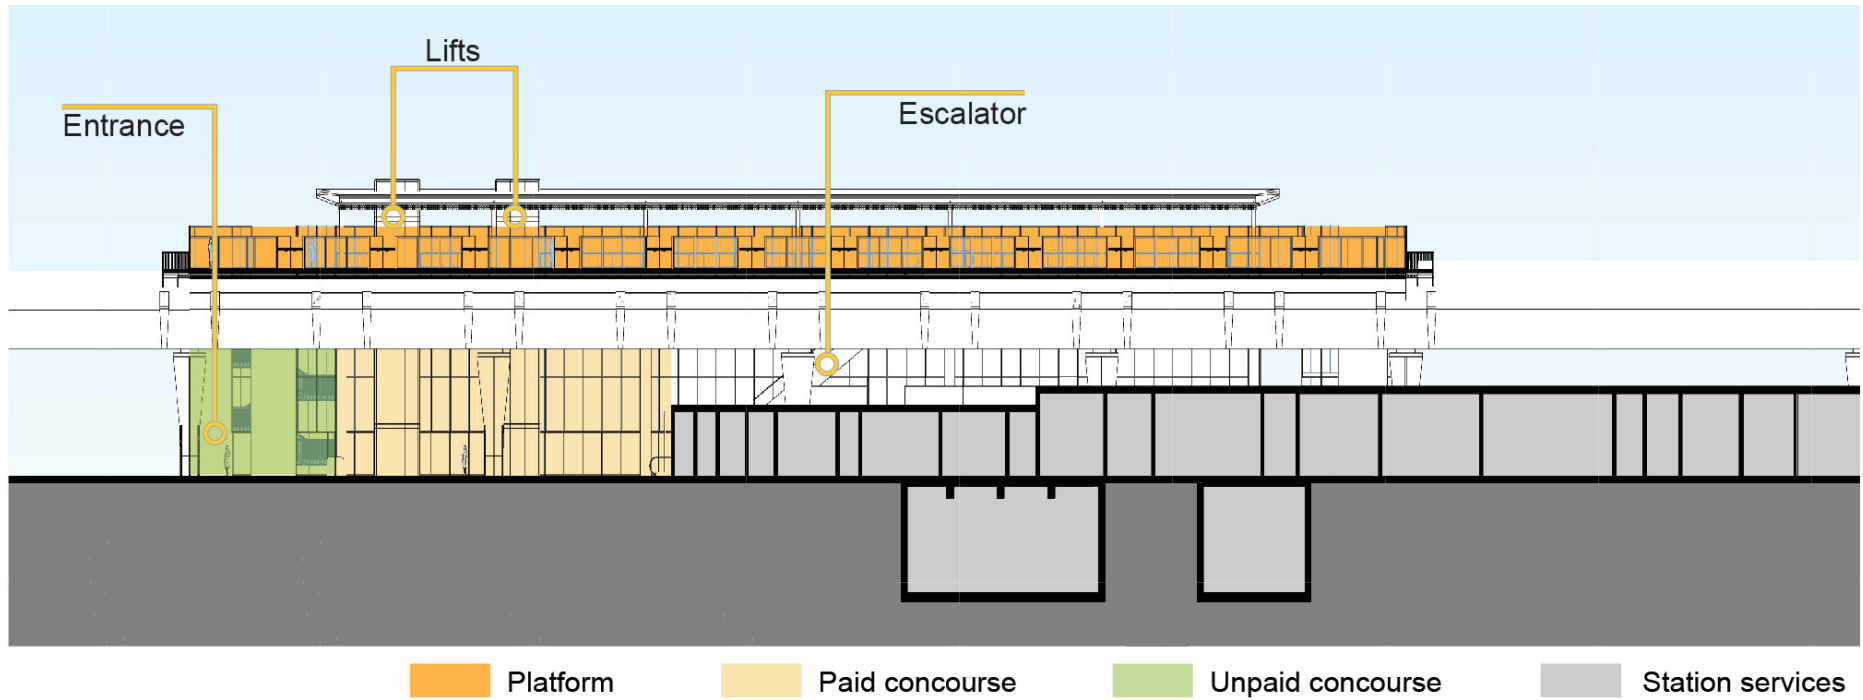 Lifts
Entrance
Escalator
Platform
Paid concourse
Unpaid concourse
Station services